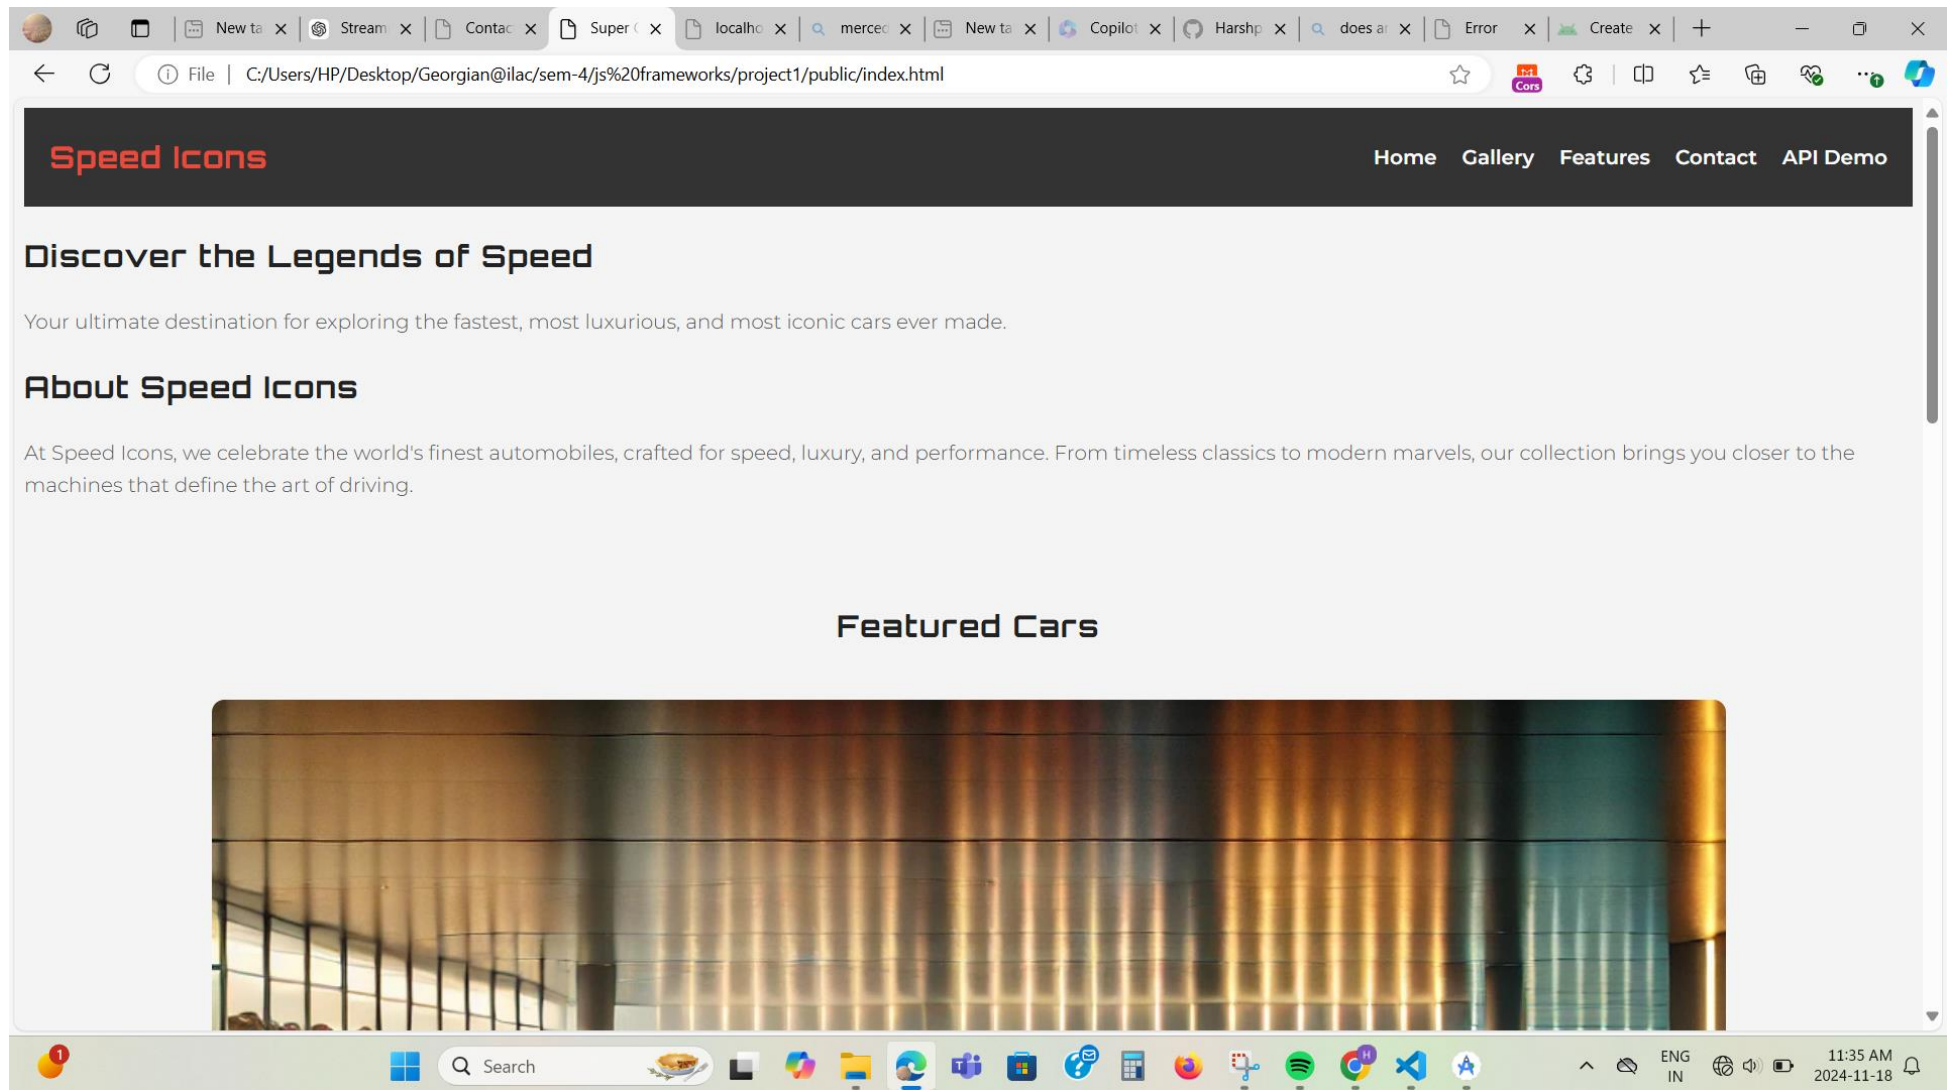 New ta
Stream
Contac
Super
localho
merced
New ta
Copilot
Harshp
does ar
Error
Create
File
C:/Users/HP/Desktop/Georgian@ilac/sem-4/js%20frameworks/project1/public/index.html
Cors
Speed Icons
Home Gallery Features Contact API Demo
Discover the Legends of Speed
Your ultimate destination for exploring the fastest, most luxurious, and most iconic cars ever made.
About Speed Icons
At Speed Icons, we celebrate the world's finest automobiles, crafted for speed, luxury, and performance. From timeless classics to modern marvels, our collection brings you closer to the
machines that define the art of driving.
Featured Cars
1
Search
H
ENG
IN
11:35 AM
2024-11-18